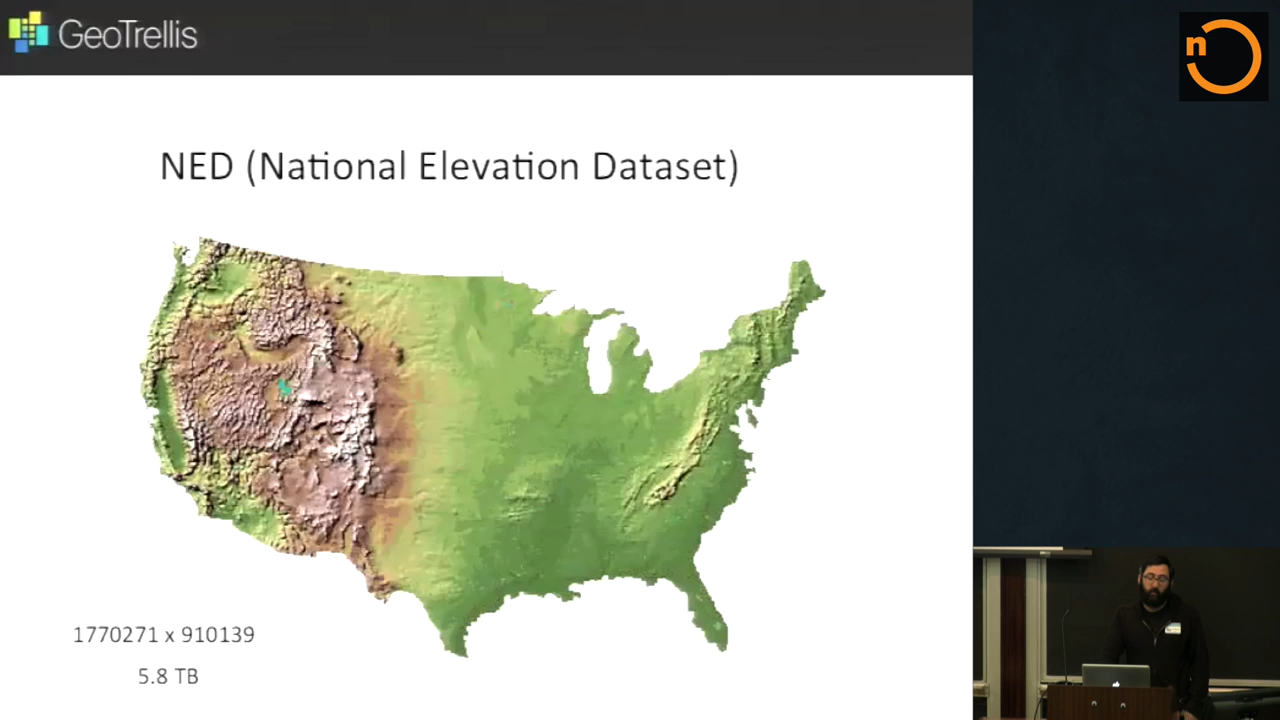 GeoTrellis
n
NED (National Elevation Dataset)
1770271 x 910139
5.8 TB